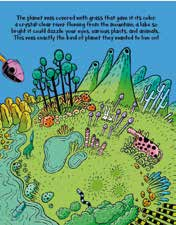 The planet was covered with grass that gave it its color,
a crystal-clear river flowing from the mountain, a lake so
bright it could dazzle your eyes, various plants, and animals.
This was exactly the kind of planet they wanted to live on!